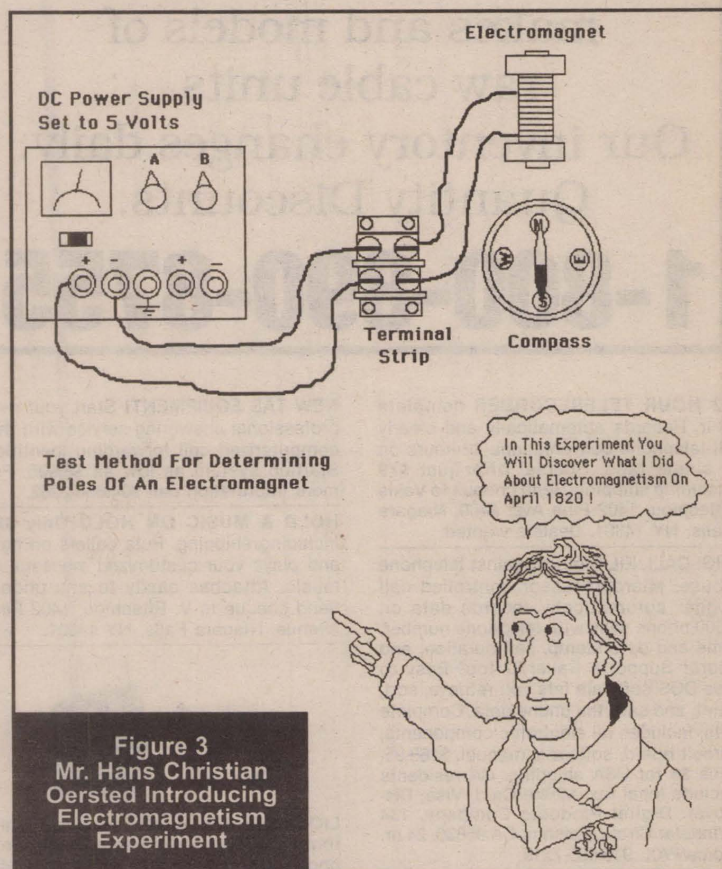 Electromagnet
DC Power Supply
Set to 5 Volts
A B
+ − + −
N
W E
S
Terminal
Strip
Compass
Test Method For Determining
Poles Of An Electromagnet
In This Experiment You
Will Discover What I Did
About Electromagnetism On
April 1820 !
Figure 3
Mr. Hans Christian
Oersted Introducing
Electromagnetism
Experiment